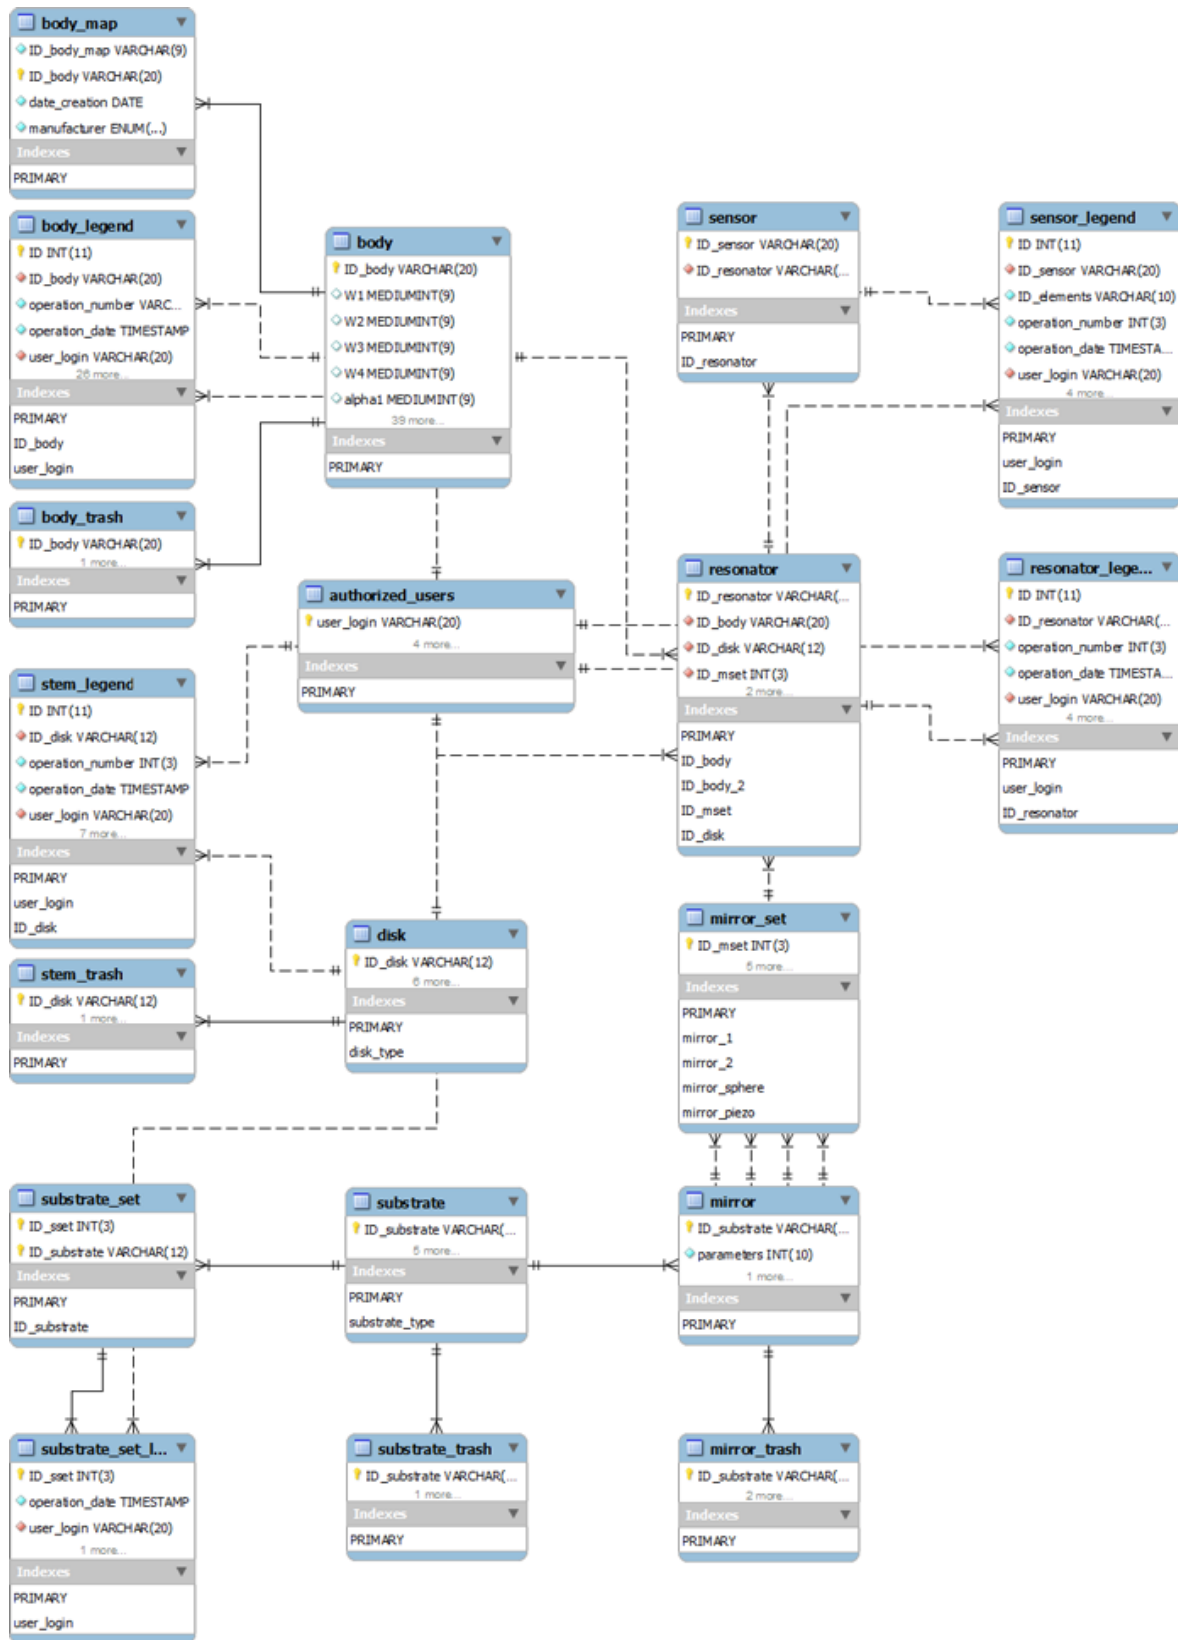 body_map
ID_body_map VARCHAR(9)
ID_body VARCHAR(20)
date_creation DATE
manufacturer ENUM(...)
Indexes
PRIMARY
body_legend
ID INT(11)
ID_body VARCHAR(20)
operation_number VARC...
operation_date TIMESTAMP
user_login VARCHAR(20)
26 more...
Indexes
PRIMARY
ID_body
user_login
body_trash
ID_body VARCHAR(20)
1 more...
Indexes
PRIMARY
body
ID_body VARCHAR(20)
W1 MEDIUMINT(9)
W2 MEDIUMINT(9)
W3 MEDIUMINT(9)
W4 MEDIUMINT(9)
alpha1 MEDIUMINT(9)
39 more...
Indexes
PRIMARY
sensor
ID_sensor VARCHAR(20)
ID_resonator VARCHAR(...
Indexes
PRIMARY
ID_resonator
sensor_legend
ID INT(11)
ID_sensor VARCHAR(20)
ID_elements VARCHAR(10)
operation_number INT(3)
operation_date TIMESTA...
user_login VARCHAR(20)
4 more...
Indexes
PRIMARY
user_login
ID_sensor
authorized_users
user_login VARCHAR(20)
4 more...
Indexes
PRIMARY
resonator
ID_resonator VARCHAR(...
ID_body VARCHAR(20)
ID_disk VARCHAR(12)
ID_mset INT(3)
2 more...
Indexes
PRIMARY
ID_body
ID_body_2
ID_mset
ID_disk
resonator_lege...
ID INT(11)
ID_resonator VARCHAR(...
operation_number INT(3)
operation_date TIMESTA...
user_login VARCHAR(20)
4 more...
Indexes
PRIMARY
user_login
ID_resonator
stem_legend
ID INT(11)
ID_disk VARCHAR(12)
operation_number INT(3)
operation_date TIMESTAMP
user_login VARCHAR(20)
7 more...
Indexes
PRIMARY
user_login
ID_disk
stem_trash
ID_disk VARCHAR(12)
1 more...
Indexes
PRIMARY
disk
ID_disk VARCHAR(12)
6 more...
Indexes
PRIMARY
disk_type
mirror_set
ID_mset INT(3)
6 more...
Indexes
PRIMARY
mirror_1
mirror_2
mirror_sphere
mirror_piezo
substrate_set
ID_sset INT(3)
ID_substrate VARCHAR(12)
Indexes
PRIMARY
ID_substrate
substrate
ID_substrate VARCHAR(...
6 more...
Indexes
PRIMARY
substrate_type
mirror
ID_substrate VARCHAR(...
parameters INT(10)
1 more...
Indexes
PRIMARY
substrate_set_l...
ID_sset INT(3)
operation_date TIMESTAMP
user_login VARCHAR(20)
1 more...
Indexes
PRIMARY
user_login
substrate_trash
ID_substrate VARCHAR(...
1 more...
Indexes
PRIMARY
mirror_trash
ID_substrate VARCHAR(...
2 more...
Indexes
PRIMARY